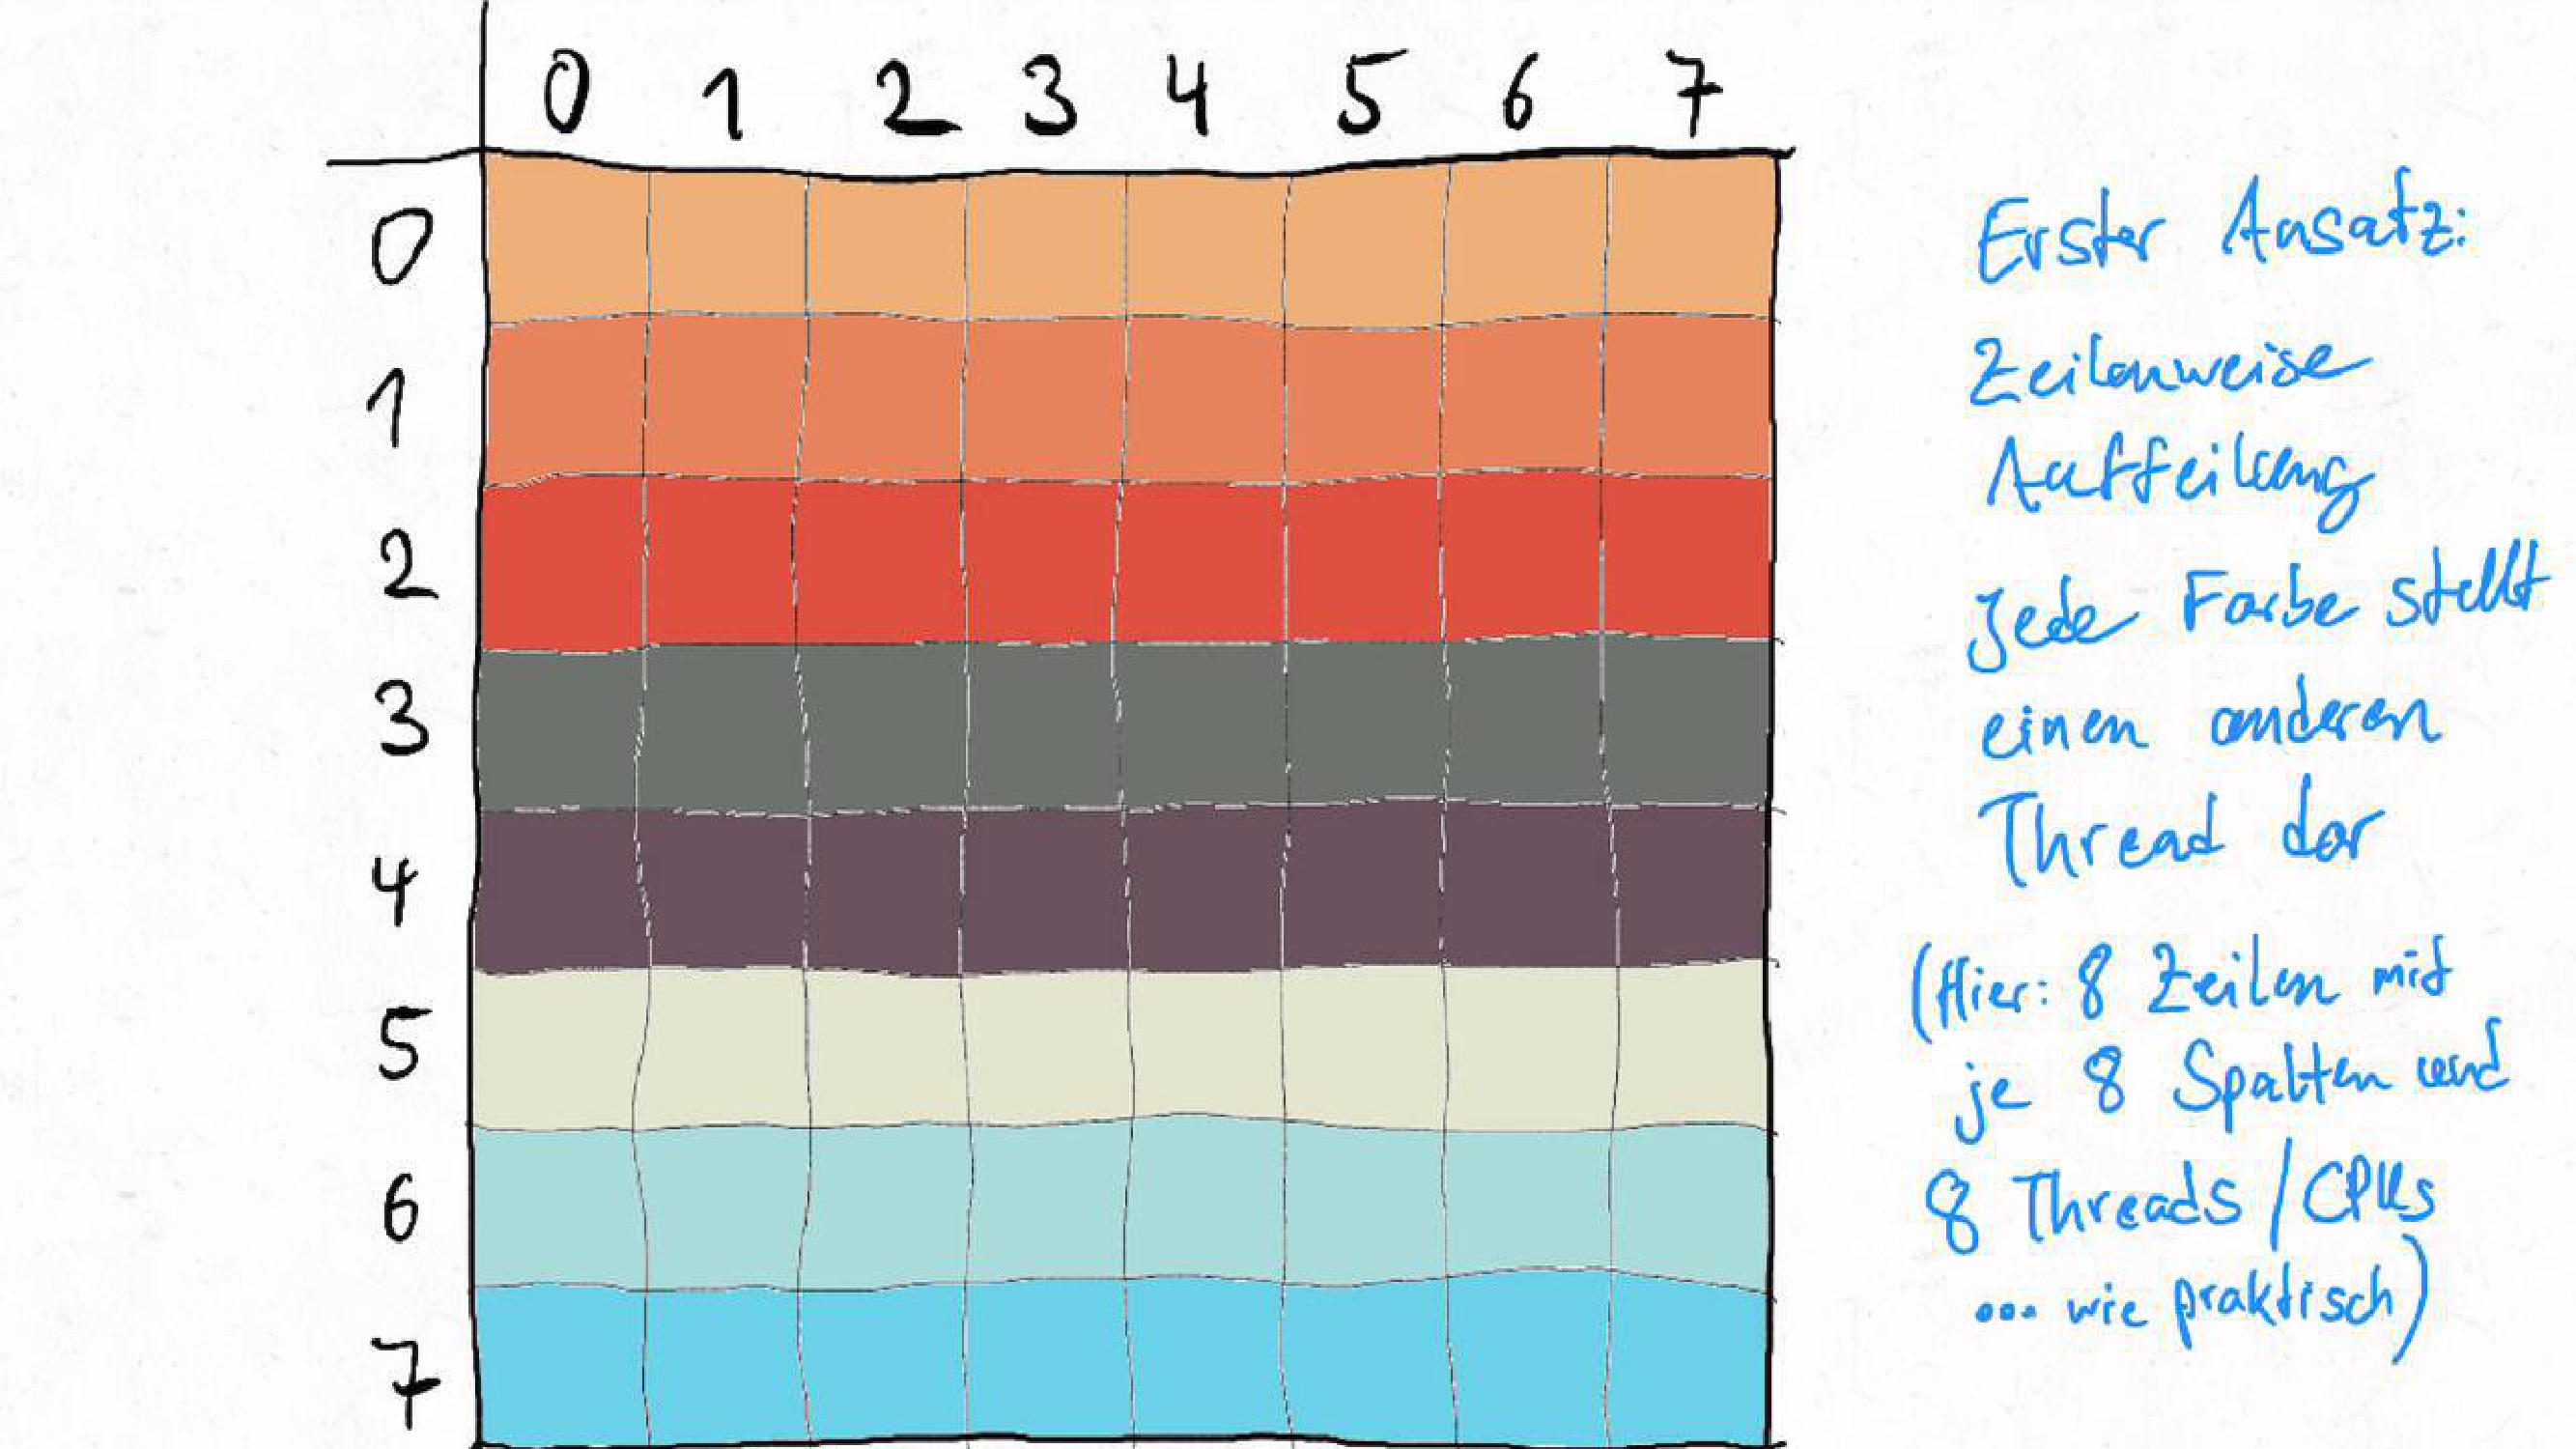 0 1 2 3 4 5 6 7
0
1
2
3
4
5
6
7
Erster Ansatz:
Zeilenweise
Aufteilung
Jede Farbe stellt
einen anderen
Thread dar
(Hier: 8 Zeilen mit
je 8 Spalten und
8 Threads/CPUs
... wie praktisch)